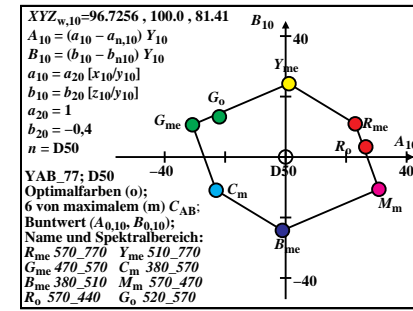 XYZw,10=96.7256 , 100.0 , 81.41
A10 = (a10 – an,10) Y10
B10 = (b10 – bn10) Y10
a10 = a20 [x10/y10]
b10 = b20 [z10/y10]
a20 = 1
b20 = –0,4
n = D50
YAB_77; D50
Optimalfarben (o);
6 von maximalem (m) CAB;
Buntwert (A0,10, B0,10);
Name und Spektralbereich:
Rme 570_770 Yme 510_770
Gme 470_570 Cm 380_570
Bme 380_510 Mm 570_470
Ro 570_440 Go 520_570
B10
40
Yme
Go
Gme
Rme
Ro
A10
–40
D50
40
Cm
Mm
Bme
–40